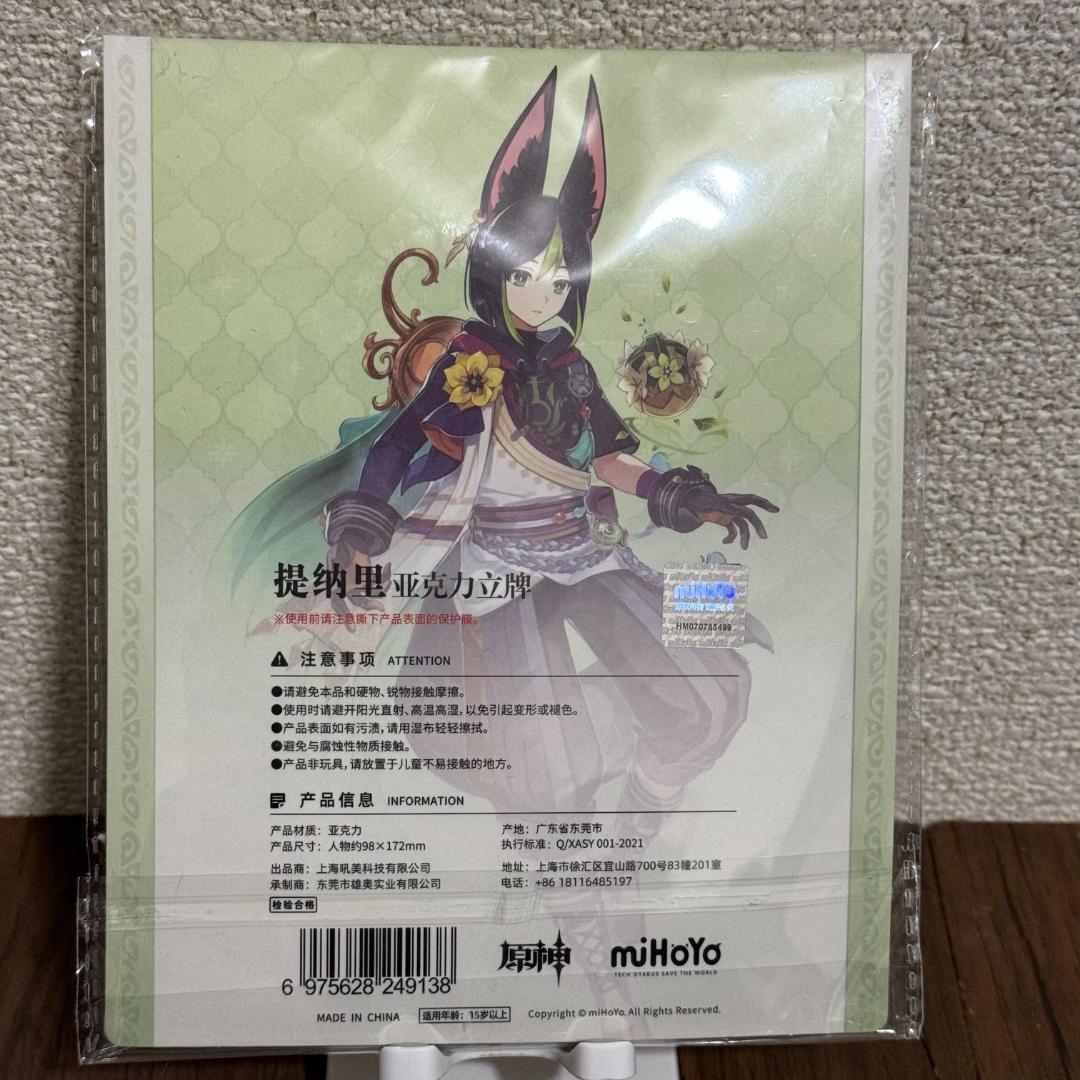 提纳里 亚克力立牌
※使用前请注意撕下产品表面的保护膜。
miHoYo
HM070765499
注意事项 ATTENTION
●请避免本品和硬物、锐物接触摩擦。
●使用时请避开阳光直射、高温高湿，以免引起变形或褪色。
●产品表面如有污渍，请用湿布轻轻擦拭。
●避免与腐蚀性物质接触。
●产品非玩具，请放置于儿童不易接触的地方。
产品信息 INFORMATION
产品材质：亚克力
产地：广东省东莞市
产品尺寸：人物约98×172mm
执行标准：Q/XASY 001-2021
出品商：上海吼美科技有限公司
地址：上海市徐汇区宜山路700号83幢201室
承制商：东莞市雄奥实业有限公司
电话：+86 18116485197
检验合格
6 975628 249138
原神
miHoYo
TECH OTAKUS SAVE THE WORLD
MADE IN CHINA
适用年龄：15岁以上
Copyright © miHoYo. All Rights Reserved.